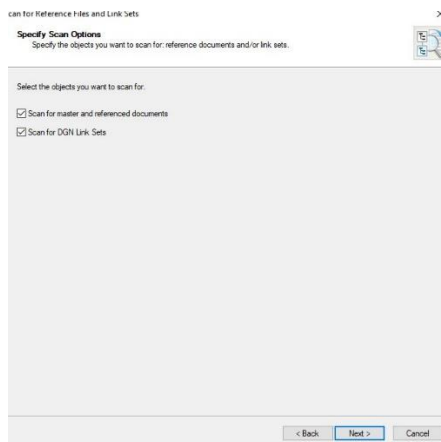 can for Reference Files and Link Sets
Specify Scan Options
Specify the objects you want to scan for: reference documents and/or link sets.
Select the objects you want to scan for.
Scan for master and referenced documents
Scan for DGN Link Sets
< Back Next > Cancel